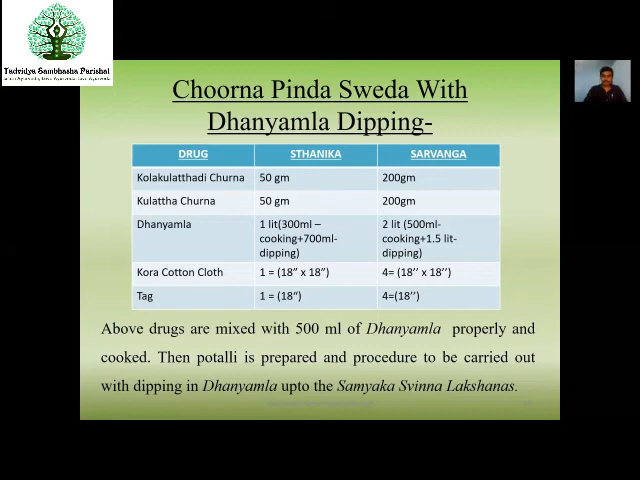 Tadvidya Sambhasha Parishat
Choorna Pinda Sweda With
Dhanyamla Dipping-
DRUG STHANIKA SARVANGA
Kolakulatthadi Churna 50 gm 200gm
Kulattha Churna 50 gm 200gm
Dhanyamla 1 lit(300ml – 2 lit (500ml-
cooking+700ml- cooking+1.5 lit-
dipping) dipping)
Kora Cotton Cloth 1 = (18” x 18”) 4= (18’’ x 18’’)
Tag 1 = (18“) 4=(18’’)
Above drugs are mixed with 500 ml of Dhanyamla properly and
cooked. Then potalli is prepared and procedure to be carried out
with dipping in Dhanyamla upto the Samyaka Svinna Lakshanas.